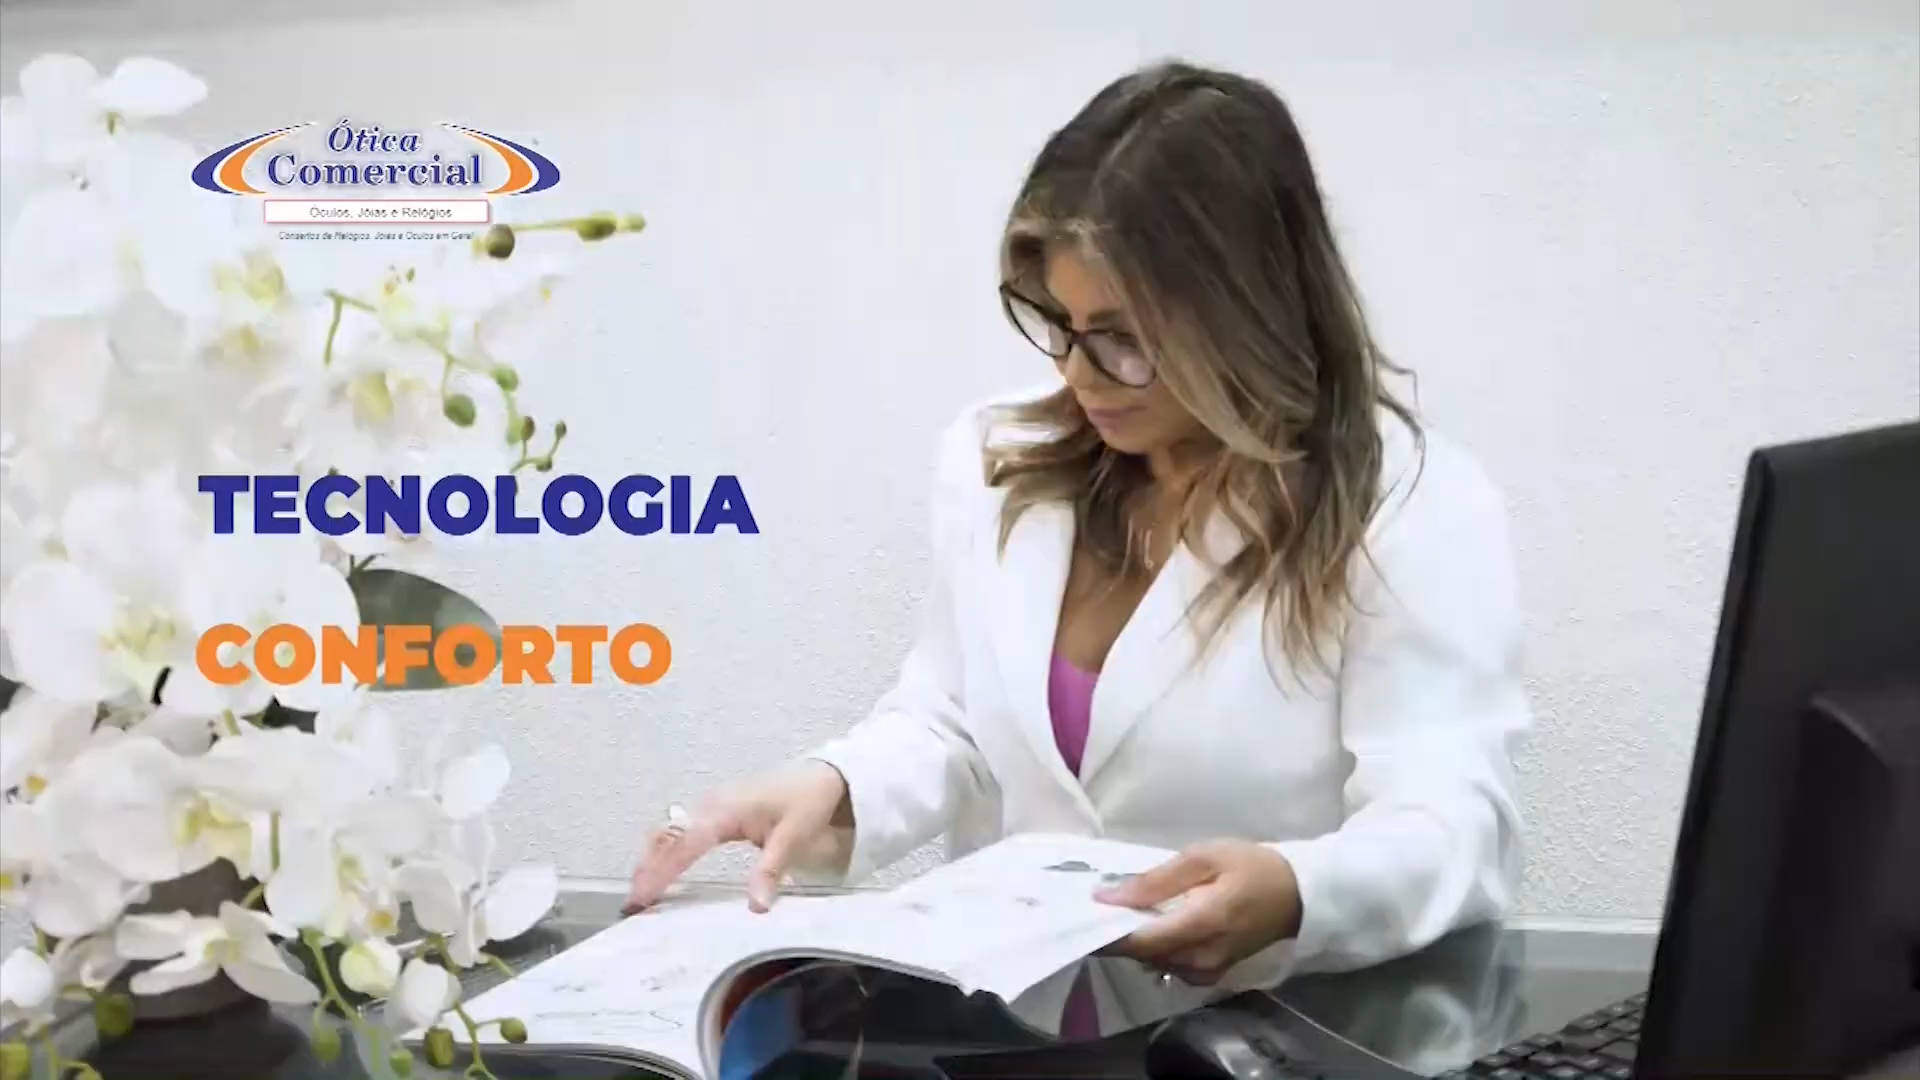 Ótica
Comercial
Óculos, Jóias e Relógios
Consertos de Relógios, Jóias e Óculos em Geral
TECNOLOGIA
CONFORTO